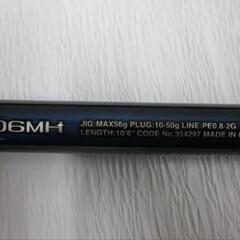 06MH
JIG:MAX56g PLUG:10-50g LINE:PE0.8-2G
LENGTH:10'6" CODE No.354297 MADE IN